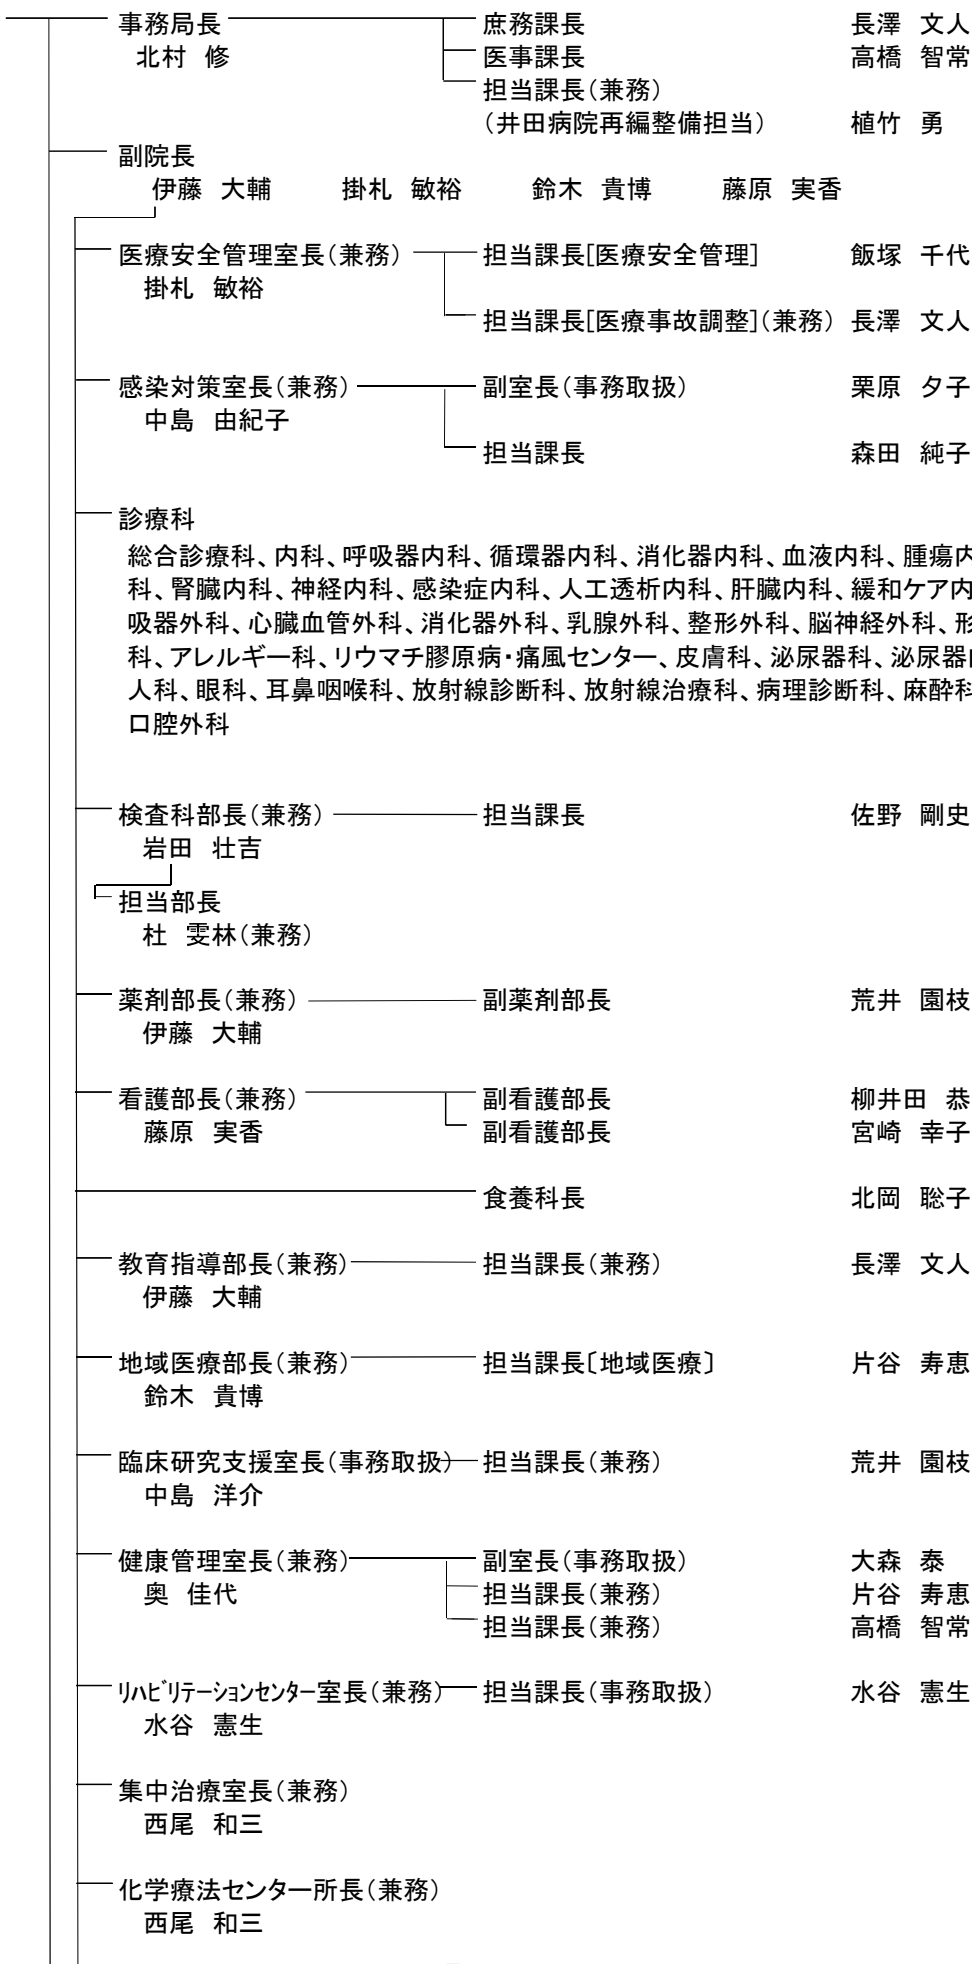 事務局長 庶務課長 長澤 文人
北村 修 医事課長 高橋 智常
担当課長（兼務）
（井田病院再編整備担当） 植竹 勇
副院長
伊藤 大輔 掛札 敏裕 鈴木 貴博 藤原 実香
医療安全管理室長（兼務） 担当課長[医療安全管理] 飯塚 千代
掛札 敏裕
担当課長[医療事故調整]（兼務） 長澤 文人
感染対策室長（兼務） 副室長（事務取扱） 栗原 夕子
中島 由紀子
担当課長 森田 純子
診療科
総合診療科、内科、呼吸器内科、循環器内科、消化器内科、血液内科、腫瘍内
科、腎臓内科、神経内科、感染症内科、人工透析内科、肝臓内科、緩和ケア内
吸器外科、心臓血管外科、消化器外科、乳腺外科、整形外科、脳神経外科、形
科、アレルギー科、リウマチ膠原病・痛風センター、皮膚科、泌尿器科、泌尿器
人科、眼科、耳鼻咽喉科、放射線診断科、放射線治療科、病理診断科、麻酔科
口腔外科
検査科部長（兼務） 担当課長 佐野 剛史
岩田 壮吉
担当部長
杜 雯林（兼務）
薬剤部長（兼務） 副薬剤部長 荒井 園枝
伊藤 大輔
看護部長（兼務） 副看護部長 柳井田 恭
藤原 実香 副看護部長 宮崎 幸子
食養科長 北岡 聡子
教育指導部長（兼務） 担当課長（兼務） 長澤 文人
伊藤 大輔
地域医療部長（兼務） 担当課長〔地域医療〕 片谷 寿恵
鈴木 貴博
臨床研究支援室長（事務取扱） 担当課長（兼務） 荒井 園枝
中島 洋介
健康管理室長（兼務） 副室長（事務取扱） 大森 泰
奥 佳代 担当課長（兼務） 片谷 寿恵
担当課長（兼務） 高橋 智常
ﾘﾊﾋﾞﾘﾃｰｼｮﾝｾﾝﾀｰ室長（兼務） 担当課長（事務取扱） 水谷 憲生
水谷 憲生
集中治療室長（兼務）
西尾 和三
化学療法センター所長（兼務）
西尾 和三